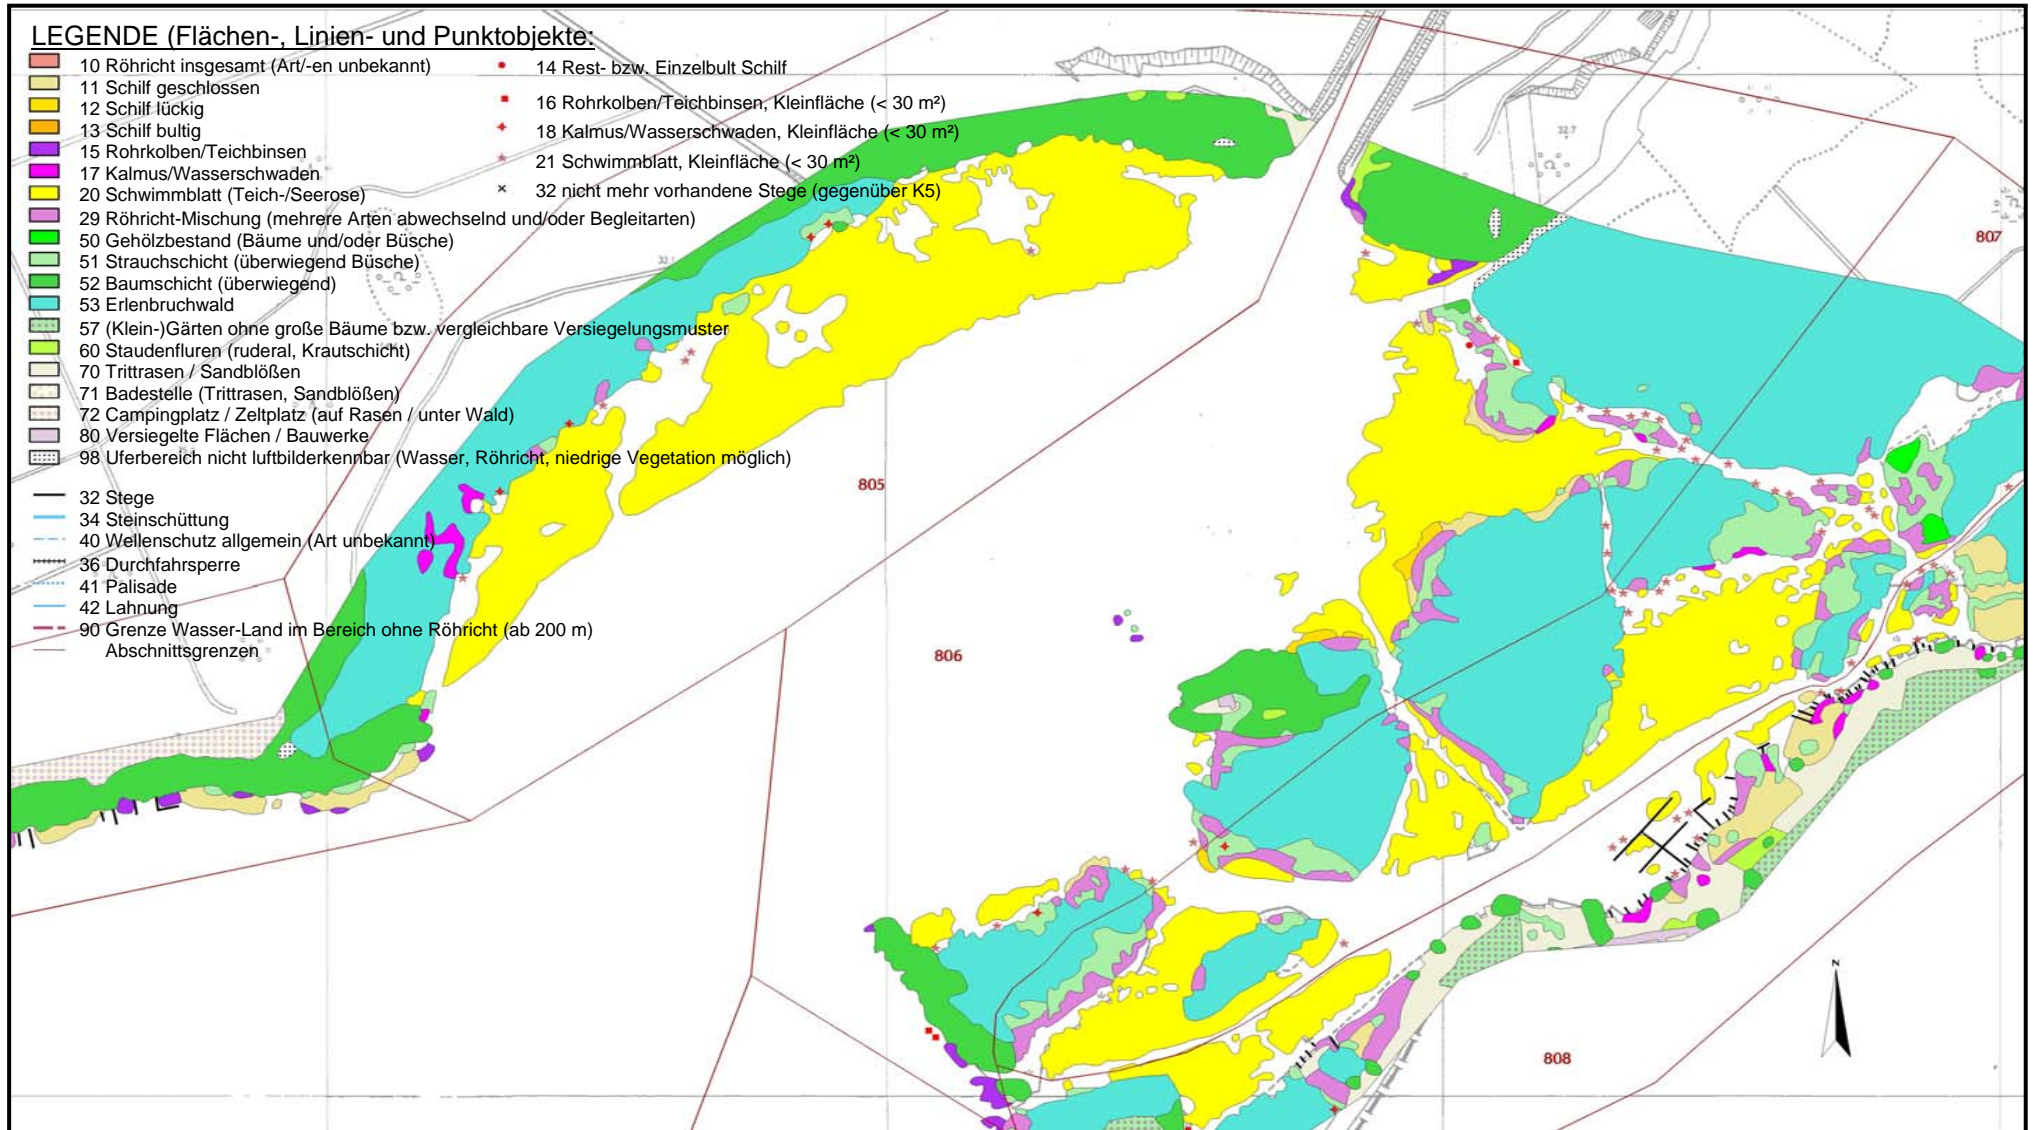 LEGENDE (Flächen-, Linien- und Punktobjekte:
10 Röhricht insgesamt (Art/-en unbekannt)
11 Schilf geschlossen
12 Schilf lückig
13 Schilf bultig
15 Rohrkolben/Teichbinsen
17 Kalmus/Wasserschwaden
20 Schwimmblatt (Teich-/Seerose)
29 Röhricht-Mischung (mehrere Arten abwechselnd und/oder Begleitarten)
50 Gehölzbestand (Bäume und/oder Büsche)
51 Strauchschicht (überwiegend Büsche)
52 Baumschicht (überwiegend)
53 Erlenbruchwald
57 (Klein-)Gärten ohne große Bäume bzw. vergleichbare Versiegelungsmuster
60 Staudenfluren (ruderal, Krautschicht)
70 Trittrasen / Sandblößen
71 Badestelle (Trittrasen, Sandblößen)
72 Campingplatz / Zeltplatz (auf Rasen / unter Wald)
80 Versiegelte Flächen / Bauwerke
98 Uferbereich nicht luftbilderkennbar (Wasser, Röhricht, niedrige Vegetation möglich)
32 Stege
34 Steinschüttung
40 Wellenschutz allgemein (Art unbekannt)
36 Durchfahrsperre
41 Palisade
42 Lahnung
90 Grenze Wasser-Land im Bereich ohne Röhricht (ab 200 m)
Abschnittsgrenzen
14 Rest- bzw. Einzelbult Schilf
16 Rohrkolben/Teichbinsen, Kleinfläche (< 30 m²)
18 Kalmus/Wasserschwaden, Kleinfläche (< 30 m²)
21 Schwimmblatt, Kleinfläche (< 30 m²)
32 nicht mehr vorhandene Stege (gegenüber K5)
32.7
807
805
806
808
N